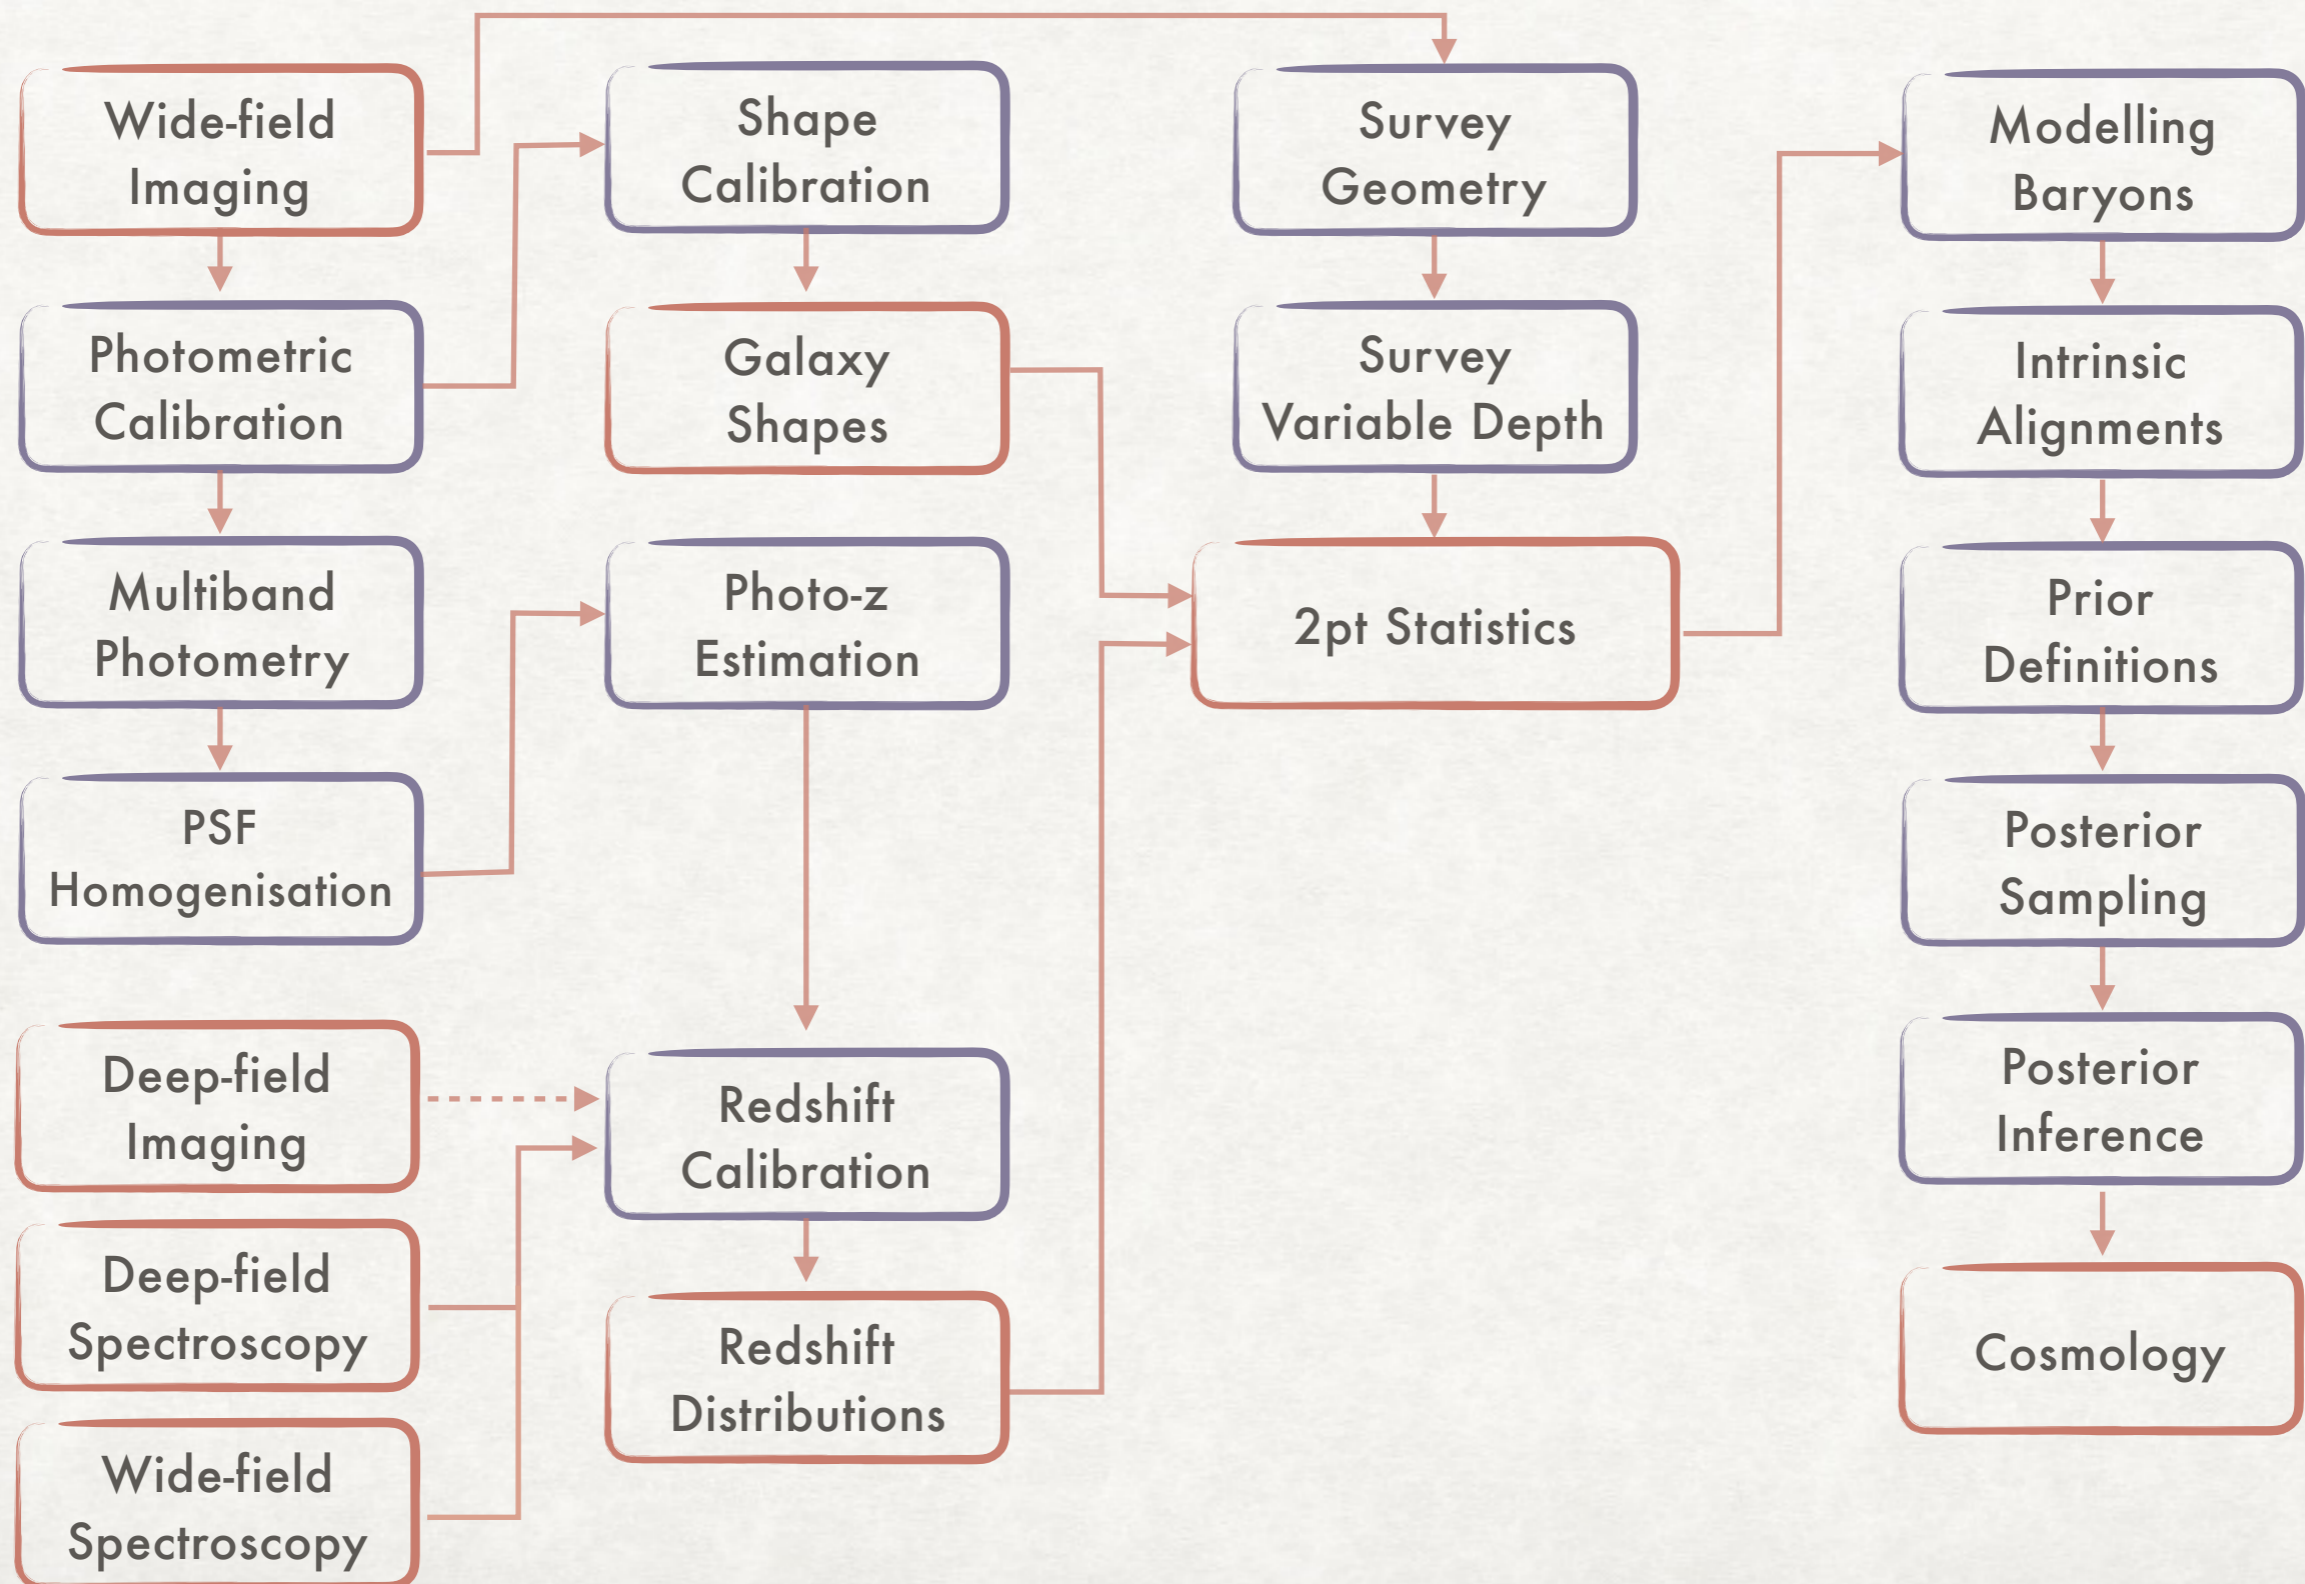 Wide-field
Imaging
Photometric
Calibration
Multiband
Photometry
PSF
Homogenisation
Deep-field
Imaging
Deep-field
Spectroscopy
Wide-field
Spectroscopy
Shape
Calibration
Galaxy
Shapes
Photo-z
Estimation
Redshift
Calibration
Redshift
Distributions
Survey
Geometry
Survey
Variable Depth
2pt Statistics
Modelling
Baryons
Intrinsic
Alignments
Prior
Definitions
Posterior
Sampling
Posterior
Inference
Cosmology